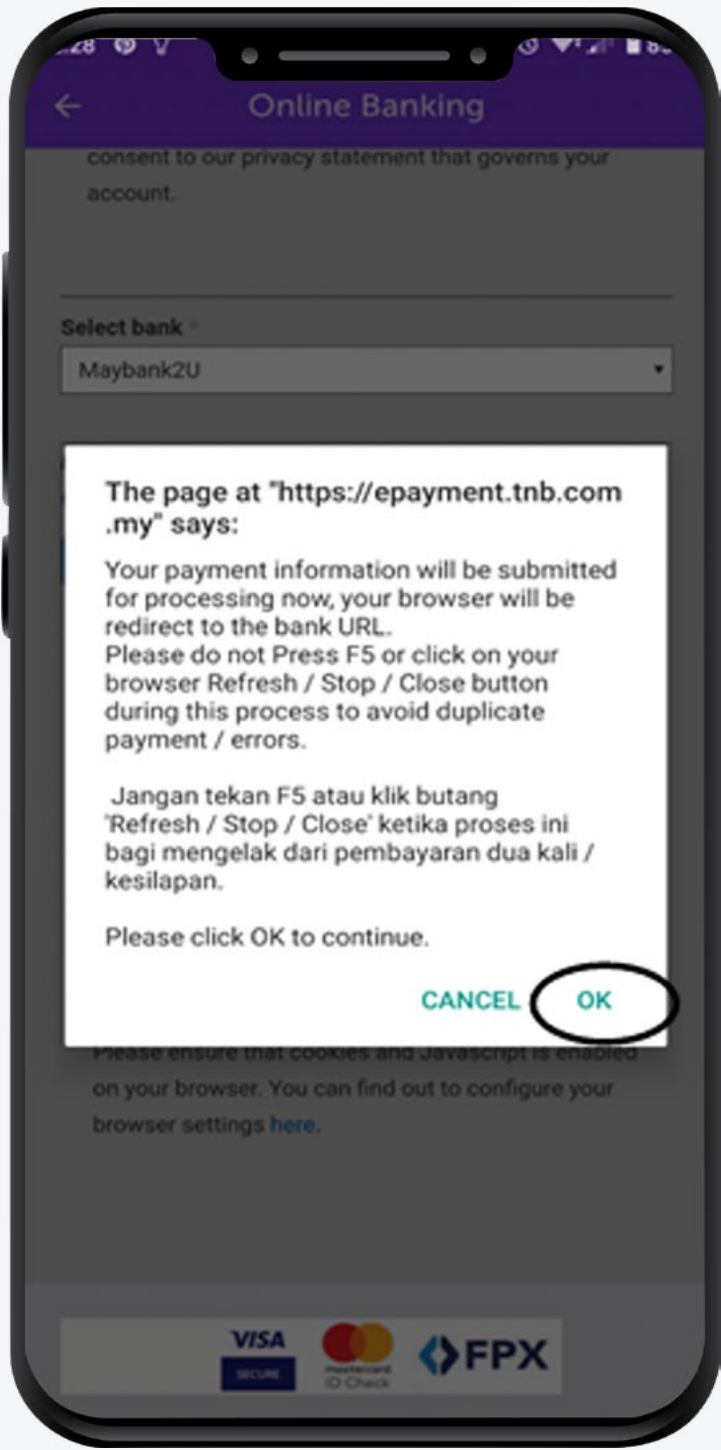 :28
Online Banking
consent to our privacy statement that governs your
account.
Select bank *
Maybank2U
The page at "https://epayment.tnb.com
.my" says:
Your payment information will be submitted
for processing now, your browser will be
redirect to the bank URL.
Please do not Press F5 or click on your
browser Refresh / Stop / Close button
during this process to avoid duplicate
payment / errors.
Jangan tekan F5 atau klik butang
'Refresh / Stop / Close' ketika proses ini
bagi mengelak dari pembayaran dua kali /
kesilapan.
Please click OK to continue.
CANCEL OK
Please ensure that cookies and Javascript is enabled
on your browser. You can find out to configure your
browser settings here.
VISA
SECURE
mastercard
ID Check
FPX